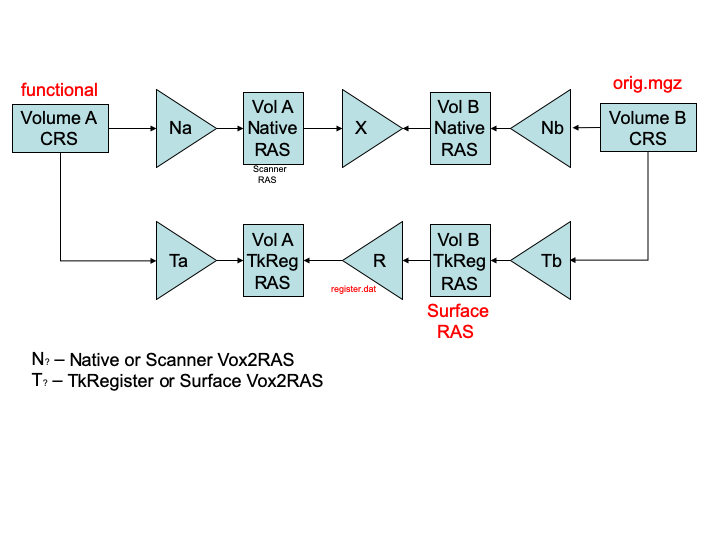 functional
orig.mgz
Volume A
CRS
Na
Vol A
Native
RAS
Scanner
RAS
X
Vol B
Native
RAS
Nb
Volume B
CRS
Ta
Vol A
TkReg
RAS
R
register.dat
Vol B
TkReg
RAS
Tb
Surface
RAS
N? – Native or Scanner Vox2RAS
T? – TkRegister or Surface Vox2RAS